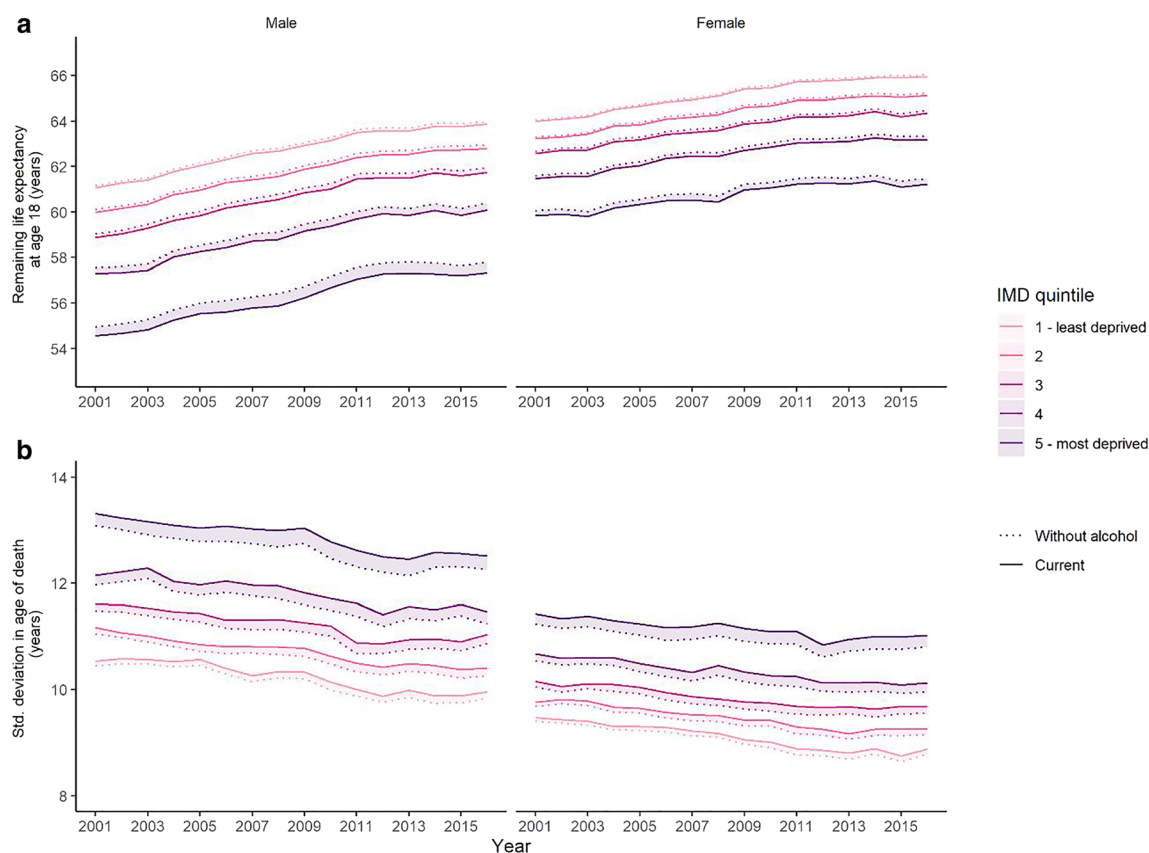 a
Male
Female
Remaining life expectancy
at age 18 (years)
66
64
62
60
58
56
54
2001 2003 2005 2007 2009 2011 2013 2015
2001 2003 2005 2007 2009 2011 2013 2015
IMD quintile
1 - least deprived
2
3
4
5 - most deprived
Without alcohol
Current
b
Std. deviation in age of death
(years)
14
12
10
8
2001 2003 2005 2007 2009 2011 2013 2015
2001 2003 2005 2007 2009 2011 2013 2015
Year